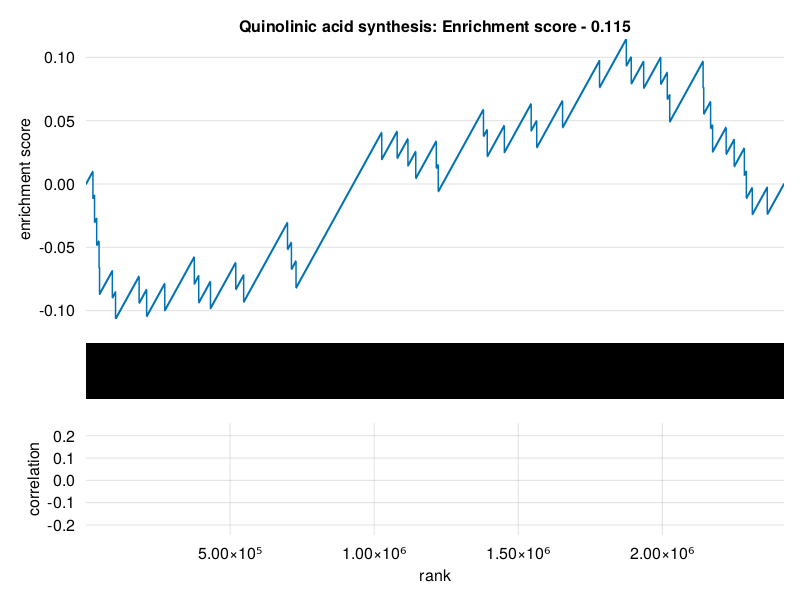 Quinolinic acid synthesis: Enrichment score - 0.115
enrichment score
0.10
0.05
0.00
-0.05
-0.10
correlation
0.2
0.1
0.0
-0.1
-0.2
5.00×10⁵ 1.00×10⁶ 1.50×10⁶ 2.00×10⁶
rank